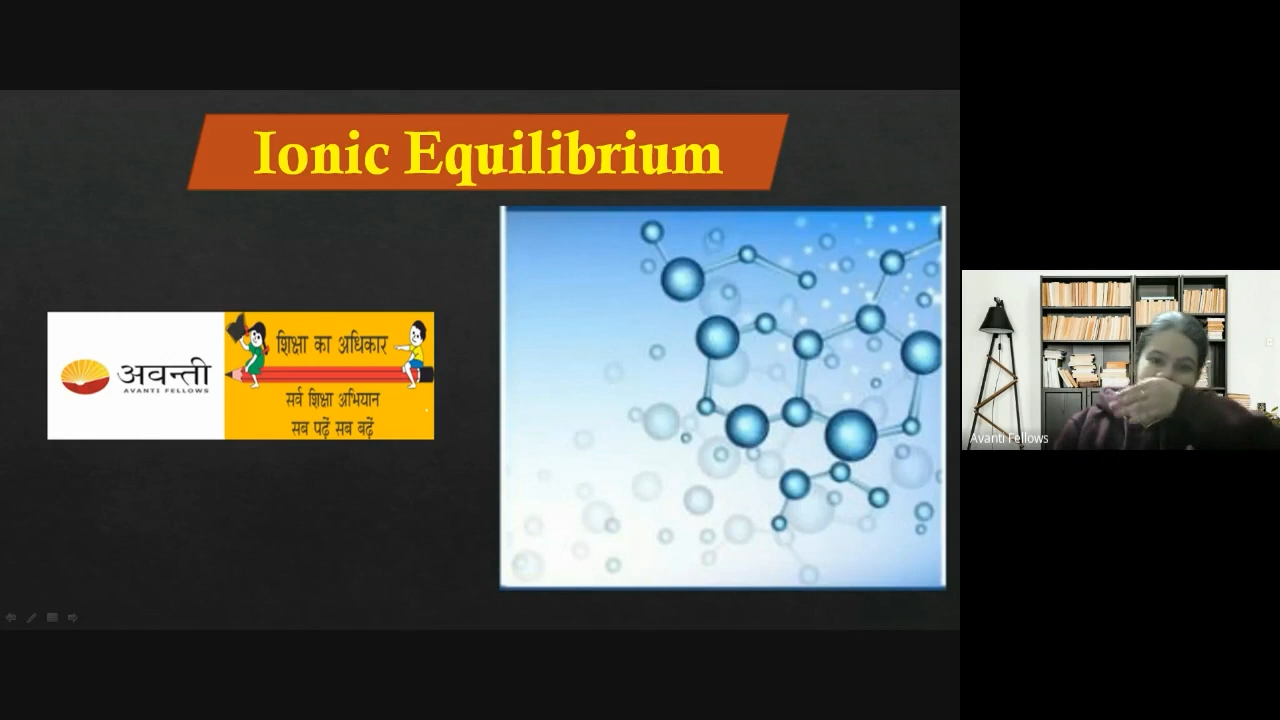 Ionic Equilibrium
अवन्ती
AVANTI FELLOWS
शिक्षा का अधिकार
सर्व शिक्षा अभियान
सब पढ़ें सब बढ़ें
Avanti Fellows